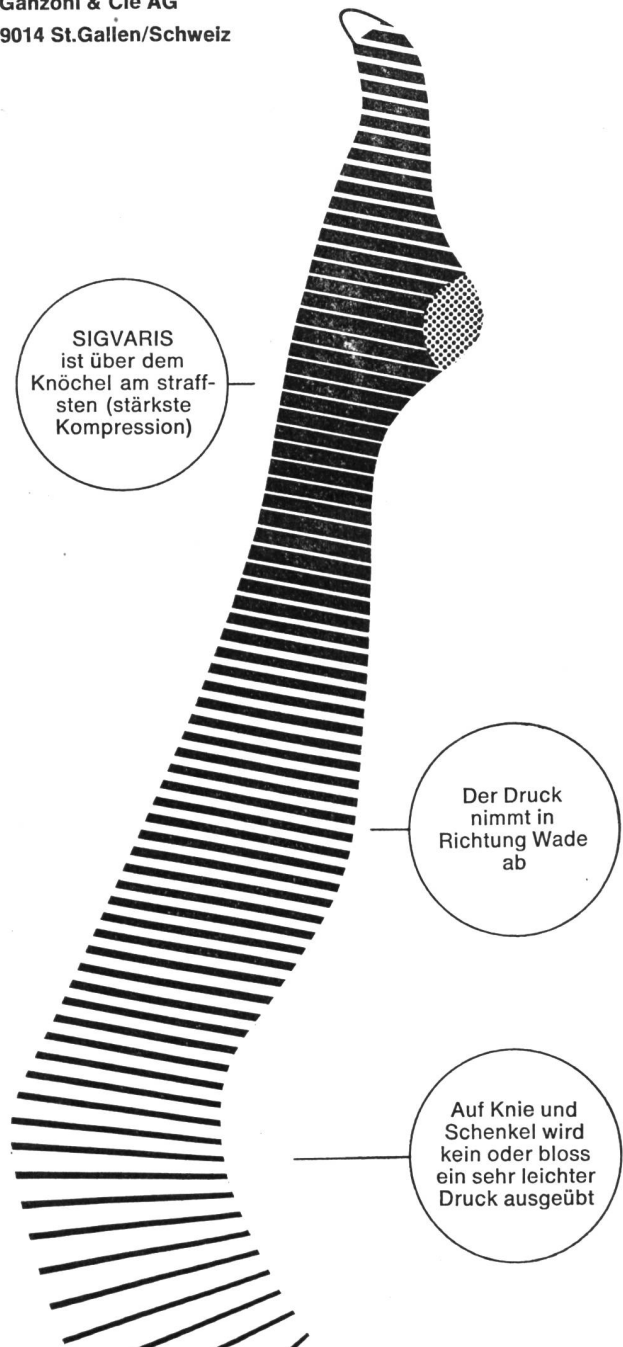 Ganzoni & Cie AG
9014 St.Gallen/Schweiz
SIGVARIS
ist über dem
Knöchel am straff-
sten (stärkste
Kompression)
Der Druck
nimmt in
Richtung Wade
ab
Auf Knie und
Schenkel wird
kein oder bloss
ein sehr leichter
Druck ausgeübt